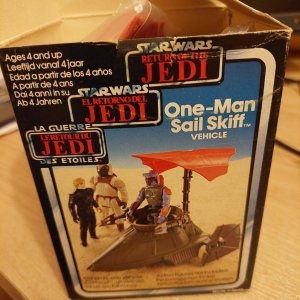 Ages 4 and up
Leeftijd vanaf 4 jaar
Edad a partir de los 4 años
A partir de 4 ans
Dai 4 anni in su
Ab 4 Jahren
STAR WARS
RETURN OF THE
JEDI
STAR WARS
EL RETORNO DEL
JEDI
LA GUERRE
LE RETOUR DU
JEDI
DES ETOILES
One-Man
Sail Skiff™
VEHICLE